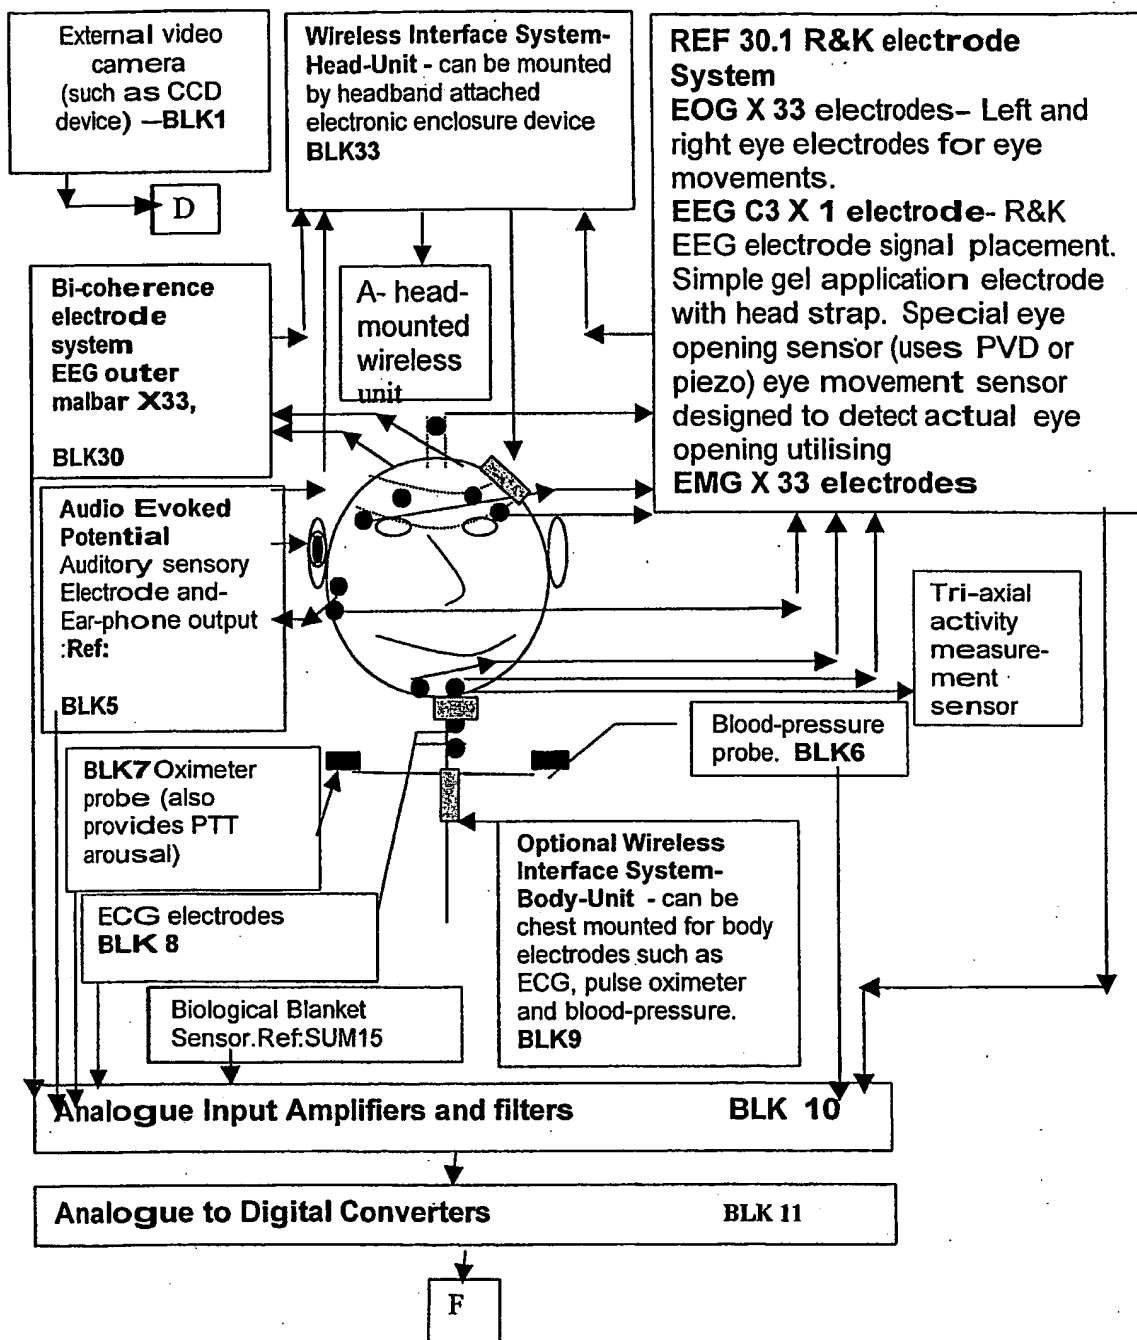 External video
camera
(such as CCD
device) –BLK1
D
Wireless Interface System-
Head-Unit - can be mounted
by headband attached
electronic enclosure device
BLK33
REF 30.1 R&K electrode
System
EOG X 33 electrodes– Left and
right eye electrodes for eye
movements.
EEG C3 X 1 electrode- R&K
EEG electrode signal placement.
Simple gel application electrode
with head strap. Special eye
opening sensor (uses PVD or
piezo) eye movement sensor
designed to detect actual eye
opening utilising
EMG X 33 electrodes
Bi-coherence
electrode
system
EEG outer
malbar X33,
BLK30
A- head-
mounted
wireless
unit
Audio Evoked
Potential
Auditory sensory
Electrode and-
Ear-phone output
:Ref:
BLK5
Tri-axial
activity
measure-
ment
sensor
Blood-pressure
probe. BLK6
BLK7 Oximeter
probe (also
provides PTT
arousal)
ECG electrodes
BLK 8
Optional Wireless
Interface System-
Body-Unit - can be
chest mounted for body
electrodes such as
ECG, pulse oximeter
and blood-pressure.
BLK9
Biological Blanket
Sensor.Ref:SUM15
Analogue Input Amplifiers and filters BLK 10
Analogue to Digital Converters BLK 11
F